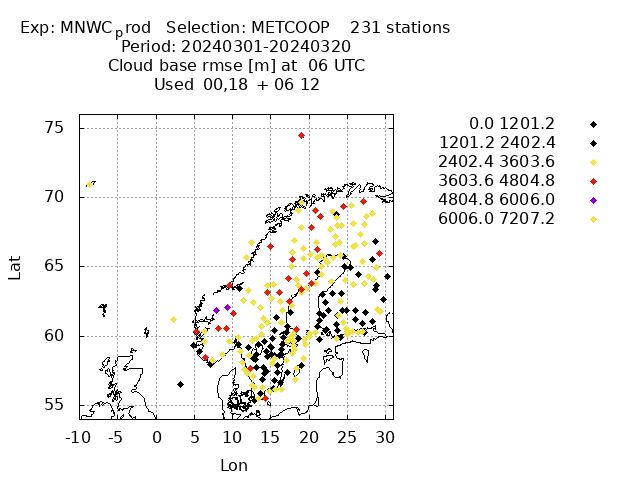 Exp: MNWCprod Selection: METCOOP 231 stations
Period: 20240301-20240320
Cloud base rmse [m] at 06 UTC
Used 00,18 + 06 12
75
70
65
60
55
Lat
-10 -5 0 5 10 15 20 25 30
Lon
0.0 1201.2
1201.2 2402.4
2402.4 3603.6
3603.6 4804.8
4804.8 6006.0
6006.0 7207.2